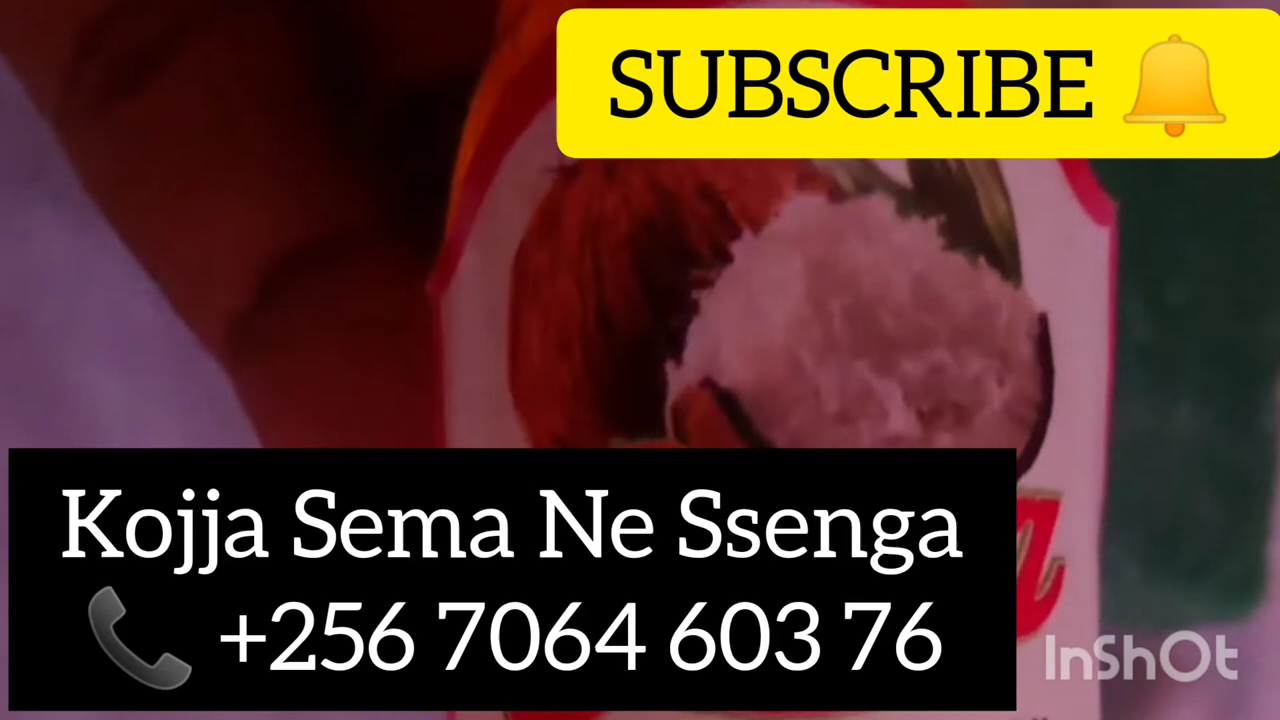 SUBSCRIBE 🔔
Kojja Sema Ne Ssenga
📞 +256 7064 603 76
InShOt